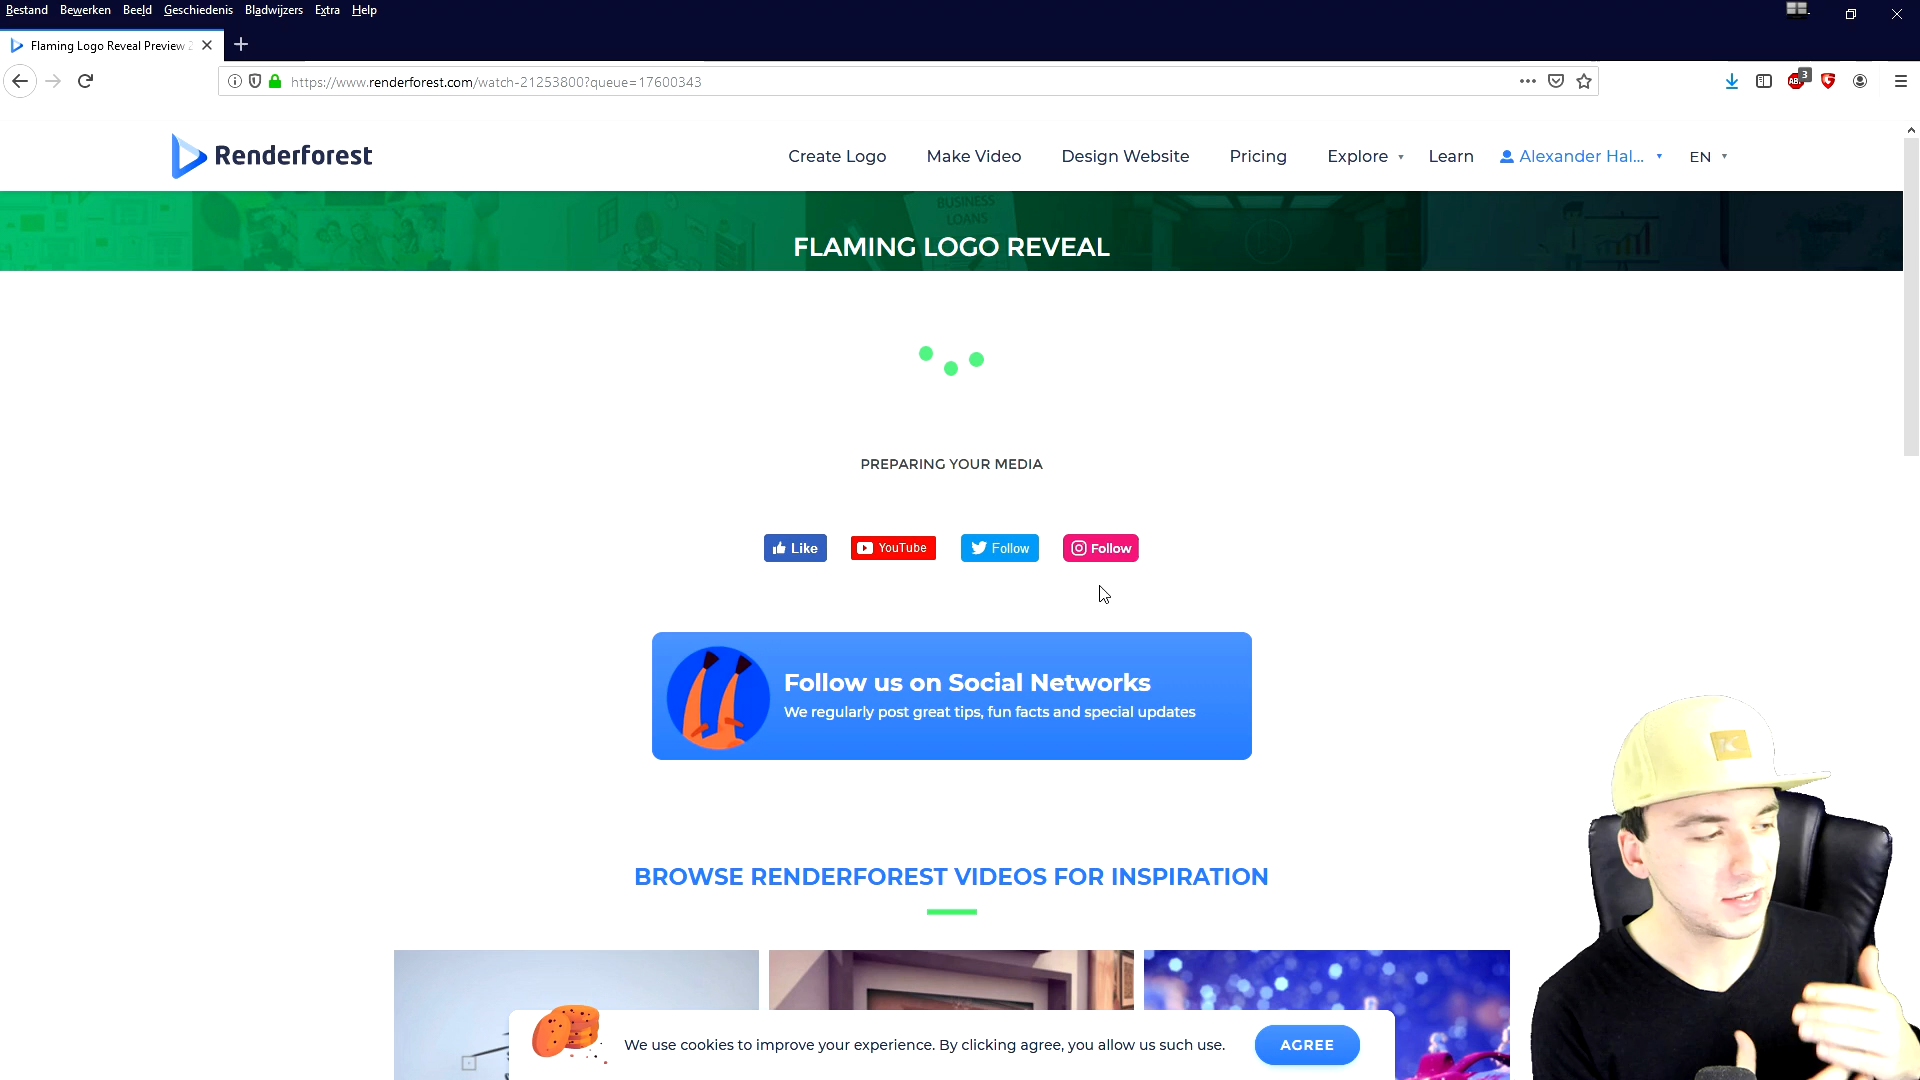 Bestand Bewerken Beeld Geschiedenis Bladwijzers Extra Help
Flaming Logo Reveal Preview
https://www.renderforest.com/watch-21253800?queue=17600343
3
Renderforest
Create Logo
Make Video
Design Website
Pricing
Explore
Learn
Alexander Hal...
EN
BUSINESS
LOANS
FLAMING LOGO REVEAL
PREPARING YOUR MEDIA
Like
YouTube
Follow
Follow
Follow us on Social Networks
We regularly post great tips, fun facts and special updates
BROWSE RENDERFOREST VIDEOS FOR INSPIRATION
We use cookies to improve your experience. By clicking agree, you allow us such use.
AGREE